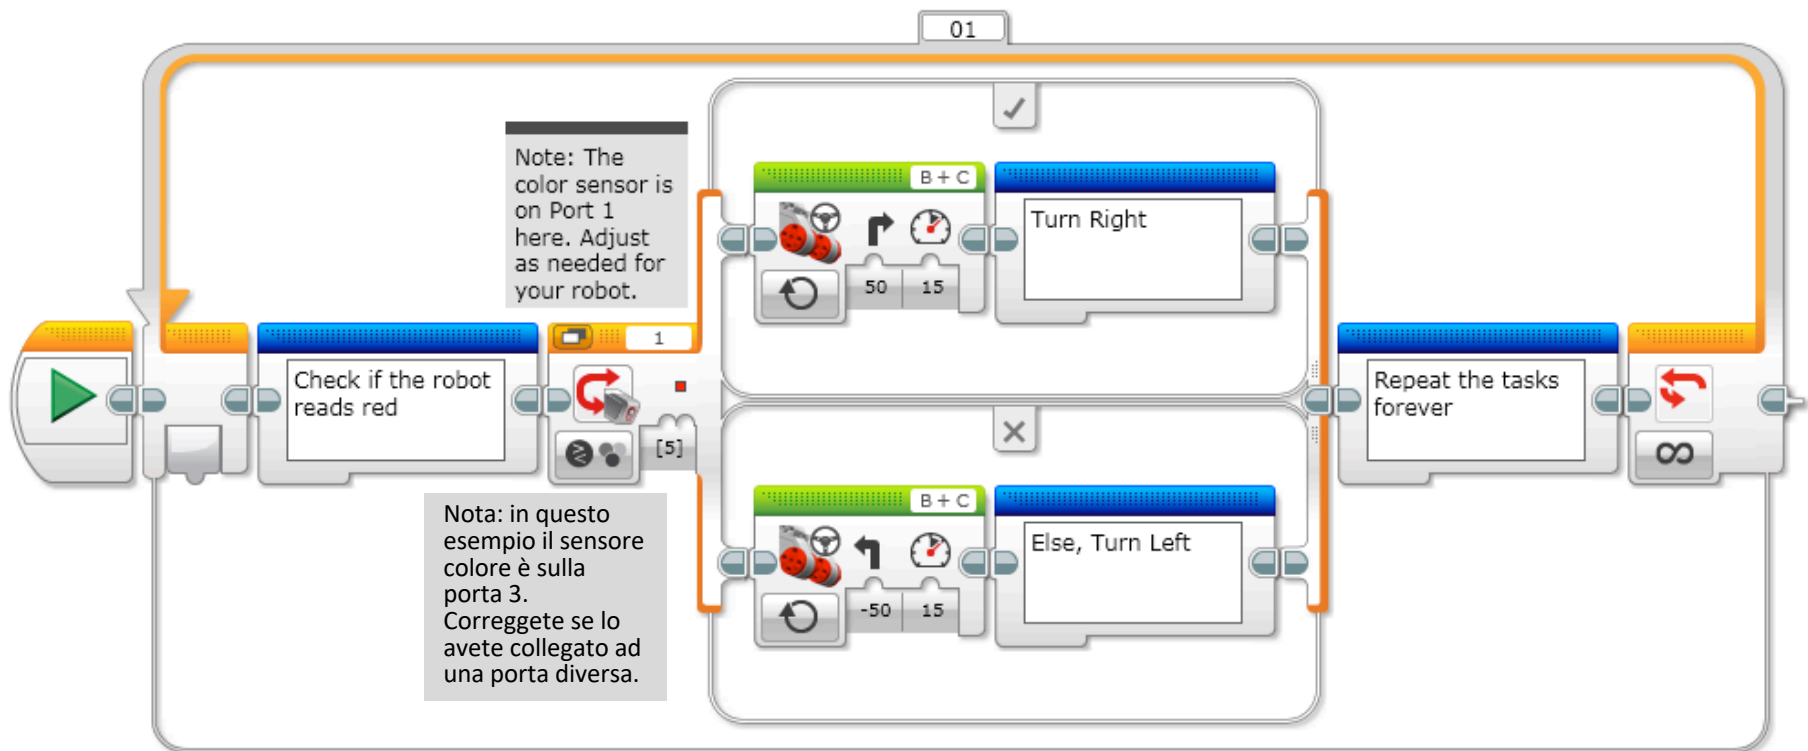 01
Note: The
color sensor is
on Port 1
here. Adjust
as needed for
your robot.
B + C
Turn Right
50 15
1
Check if the robot
reads red
[5]
Repeat the tasks
forever
∞
Nota: in questo
esempio il sensore
colore è sulla
porta 3.
Correggete se lo
avete collegato ad
una porta diversa.
B + C
Else, Turn Left
-50 15